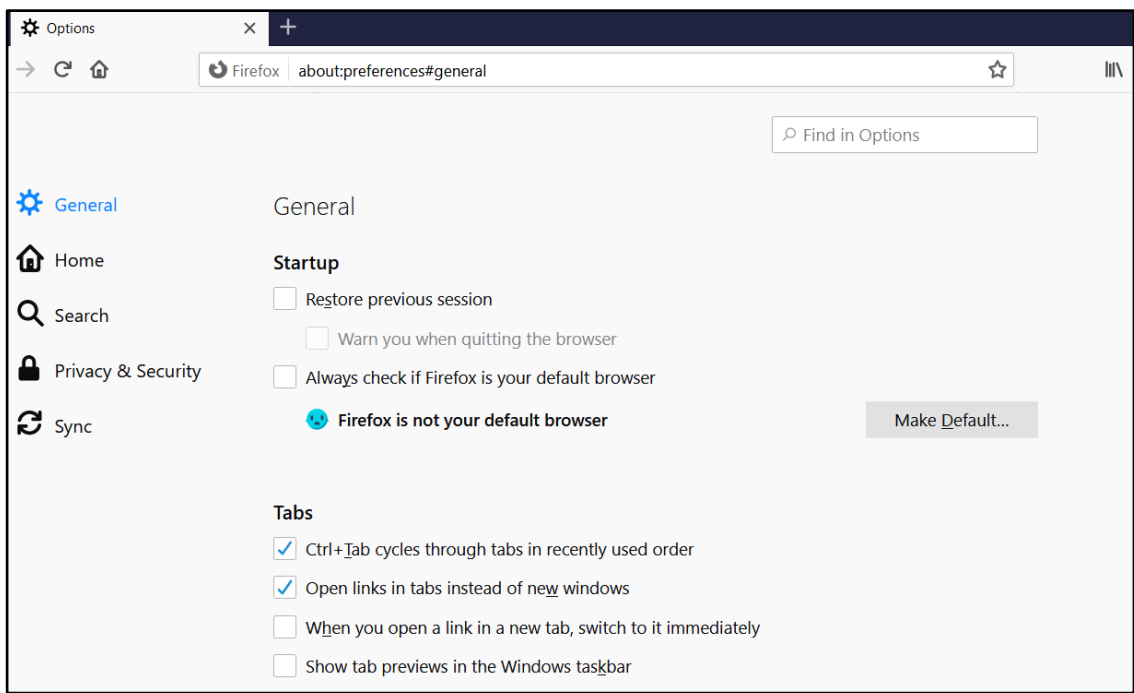 Options
Firefox about:preferences#general
Find in Options
General
Home
Search
Privacy & Security
Sync
General
Startup
Restore previous session
Warn you when quitting the browser
Always check if Firefox is your default browser
Firefox is not your default browser
Make Default...
Tabs
Ctrl+Tab cycles through tabs in recently used order
Open links in tabs instead of new windows
When you open a link in a new tab, switch to it immediately
Show tab previews in the Windows taskbar